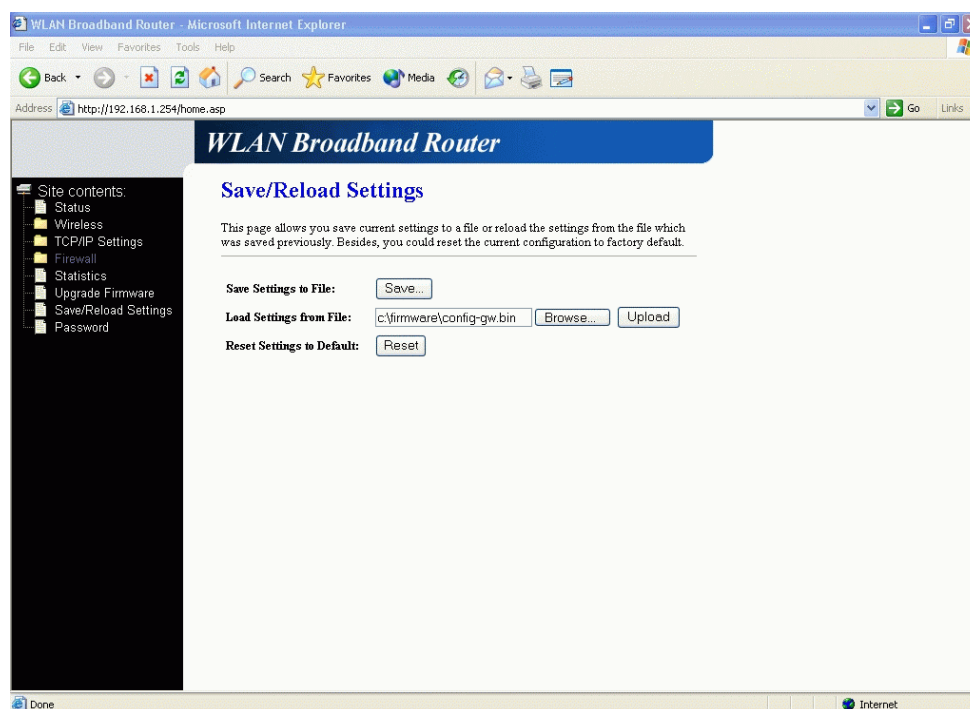 WLAN Broadband Router - Microsoft Internet Explorer
File Edit View Favorites Tools Help
Back Search Favorites Media
Address http://192.168.1.254/home.asp Go Links
WLAN Broadband Router
Site contents:
Status
Wireless
TCP/IP Settings
Firewall
Statistics
Upgrade Firmware
Save/Reload Settings
Password
Save/Reload Settings
This page allows you save current settings to a file or reload the settings from the file which
was saved previously. Besides, you could reset the current configuration to factory default.
Save Settings to File: Save...
Load Settings from File: c:\firmware\config-gw.bin Browse... Upload
Reset Settings to Default: Reset
Done Internet